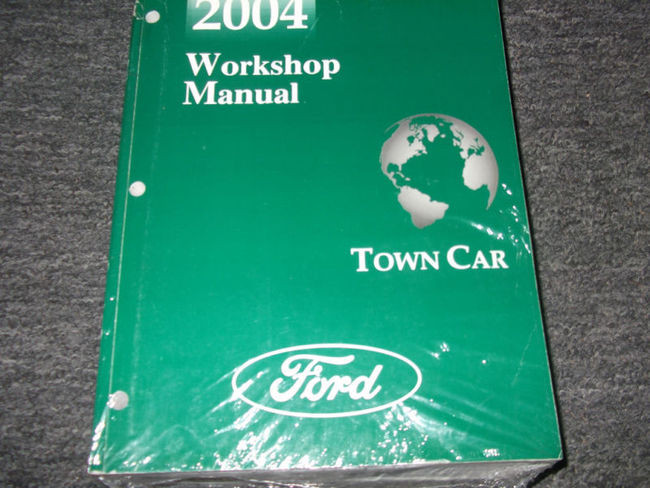 2004
Workshop
Manual
TOWN CAR
Ford